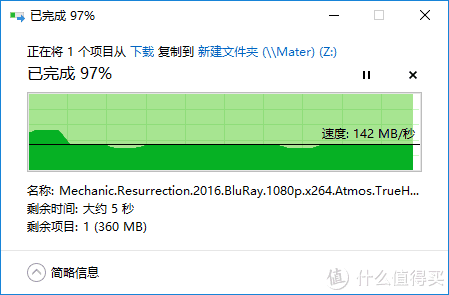 已完成 97%
正在将 1 个项目从 下载 复制到 新建文件夹 (\\Mater) (Z:)
已完成 97%
速度: 142 MB/秒
名称: Mechanic.Resurrection.2016.BluRay.1080p.x264.Atmos.TrueH...
剩余时间: 大约 5 秒
剩余项目: 1 (360 MB)
简略信息
值 什么值得买